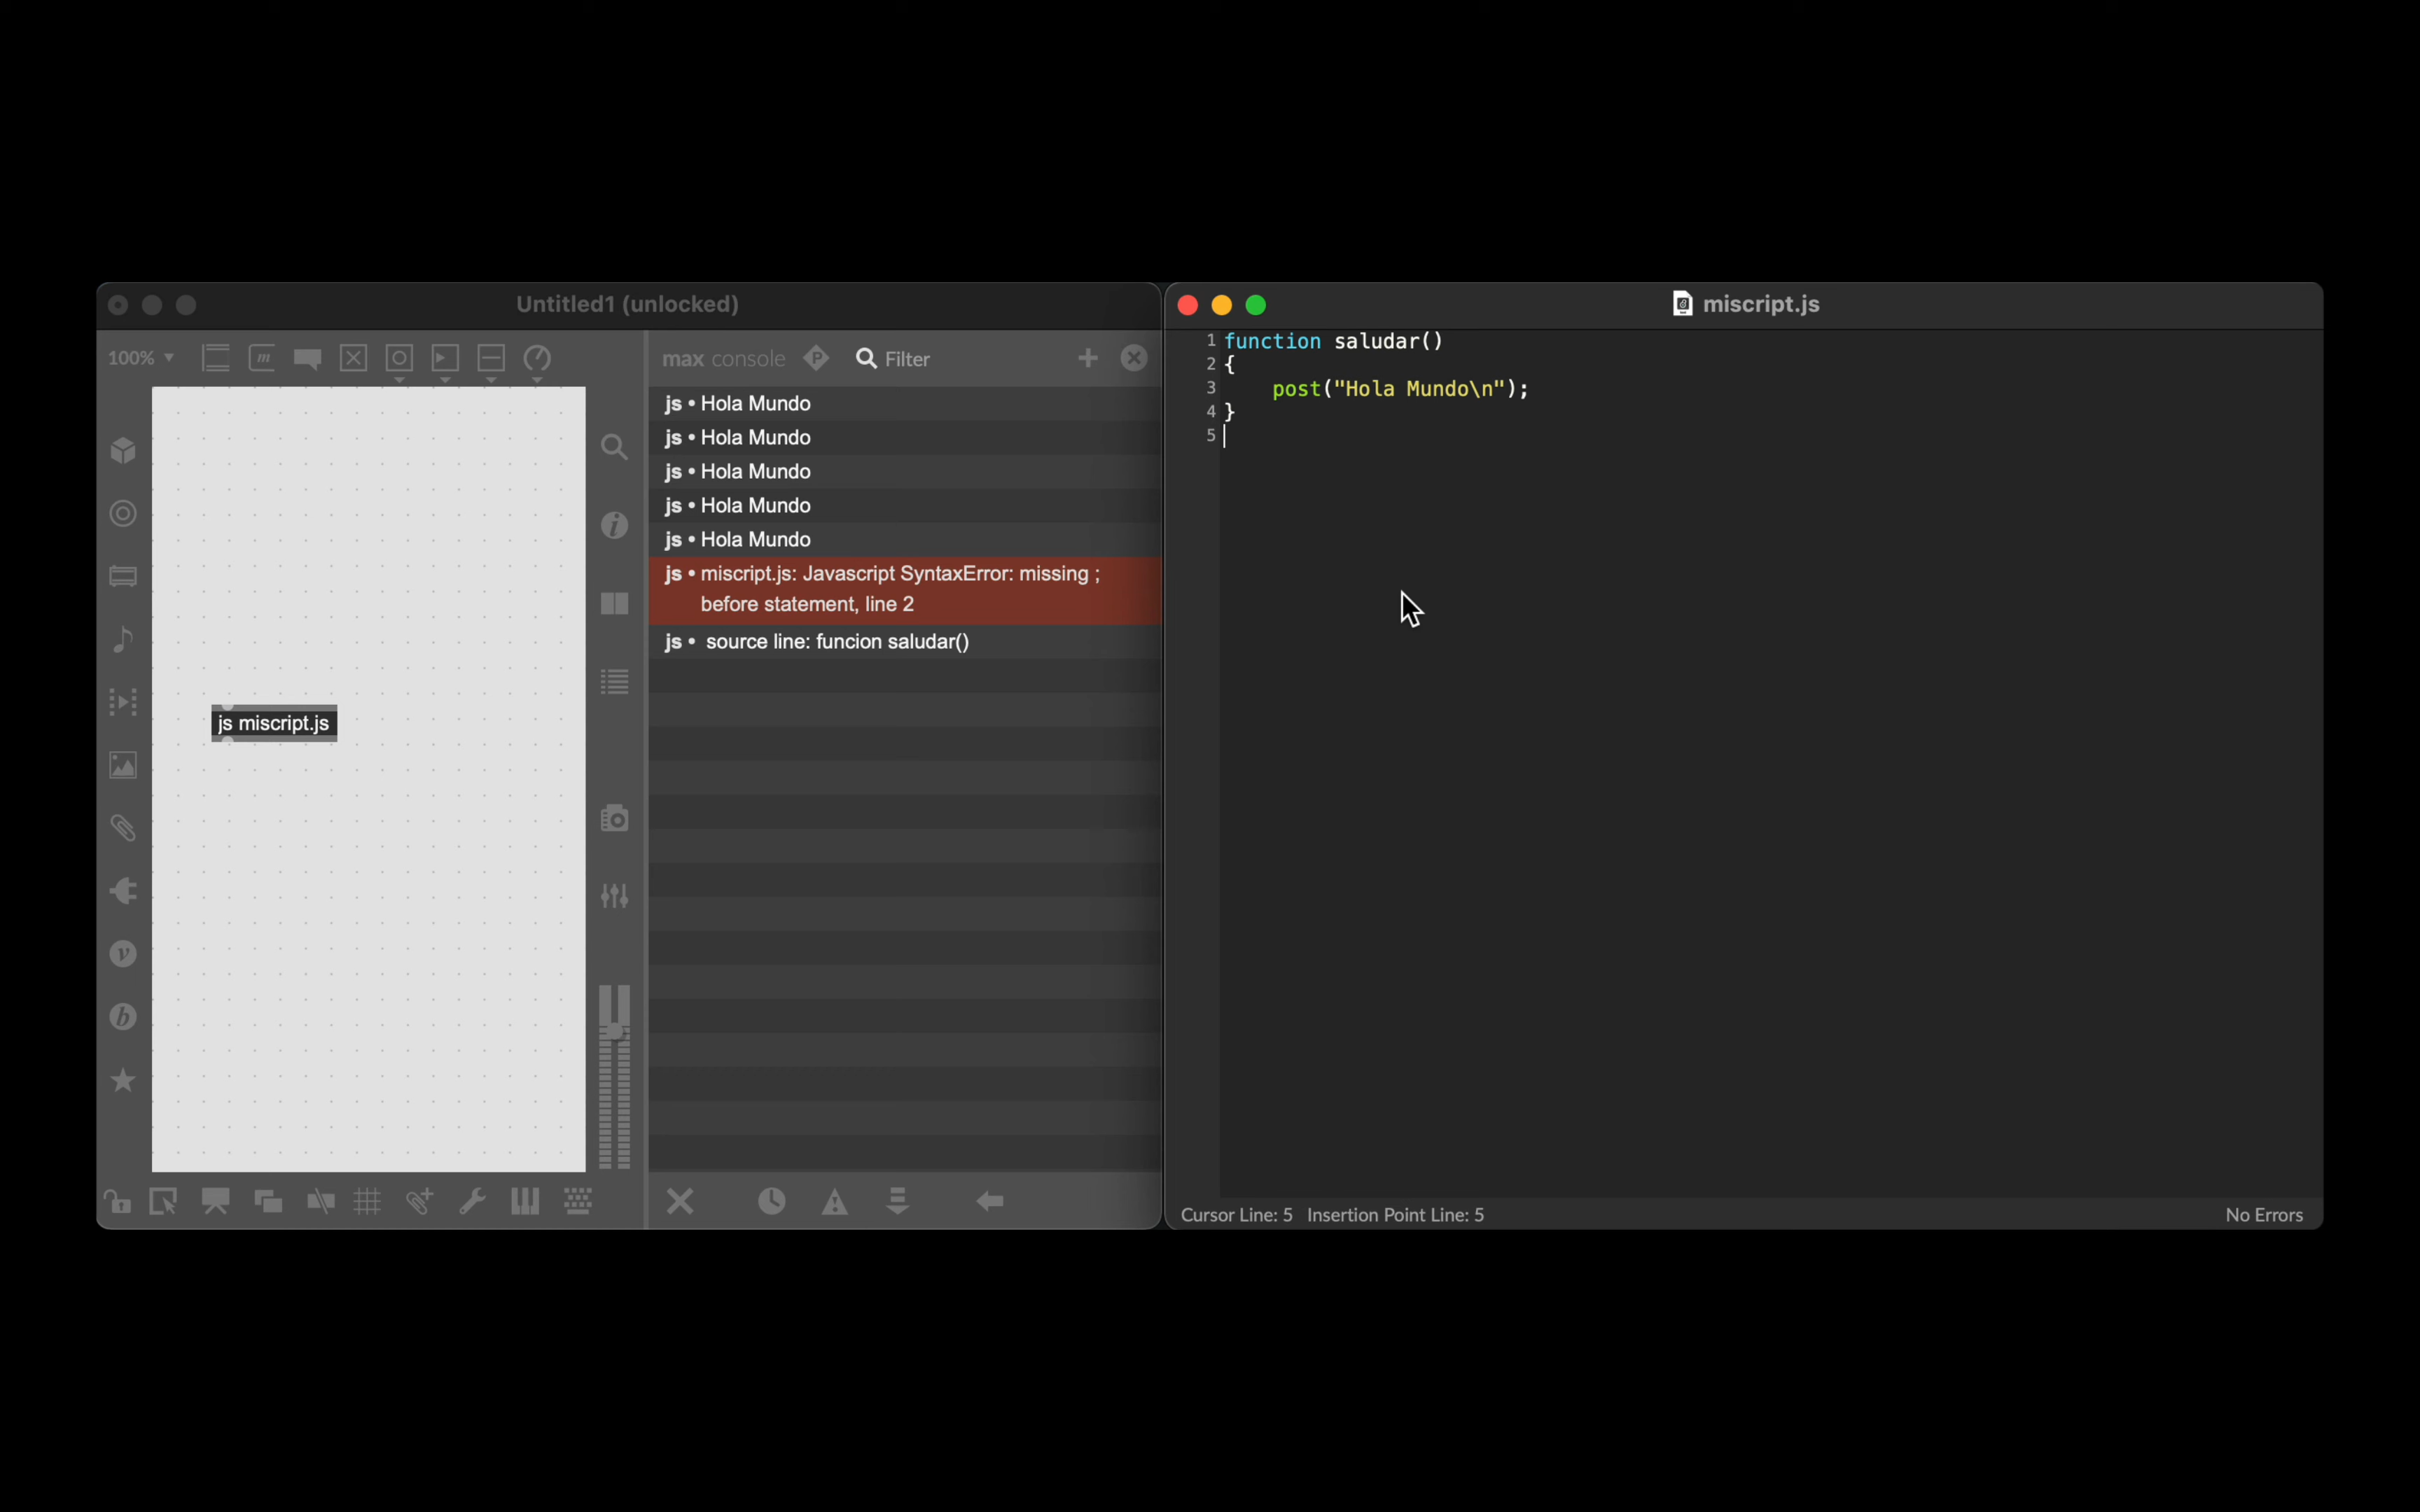 Untitled1 (unlocked)
100%
m
max console
P
Filter
js • Hola Mundo
js • Hola Mundo
js • Hola Mundo
js • Hola Mundo
js • Hola Mundo
js • miscript.js: Javascript SyntaxError: missing ;
before statement, line 2
js • source line: funcion saludar()
js miscript.js
i
v
b
miscript.js
1 function saludar()
2 {
3 post("Hola Mundo\n");
4 }
5
Cursor Line: 5 Insertion Point Line: 5
No Errors